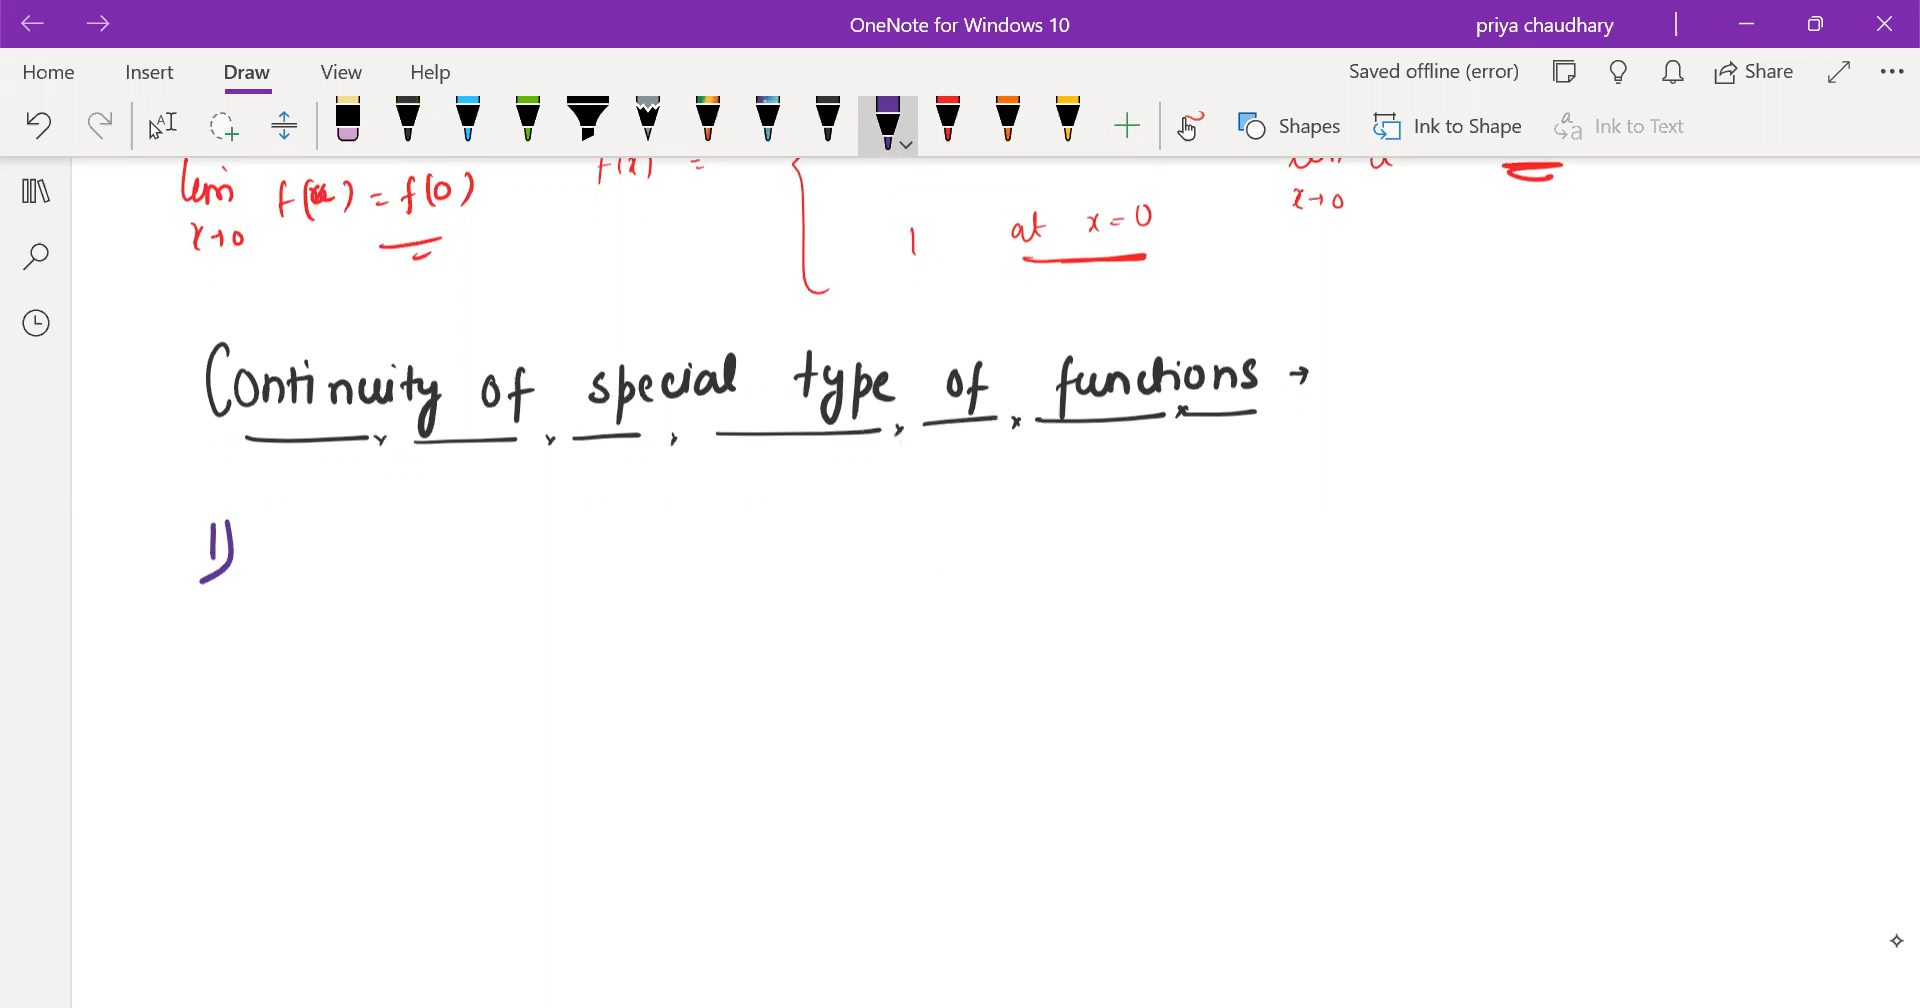 OneNote for Windows 10
priya chaudhary
Home Insert Draw View Help
Saved offline (error) Share
Shapes Ink to Shape Ink to Text
f(x) =
lim f(x) = f(0)
x→0
x→0
1 at x=0
Continuity of special type of functions →
1)